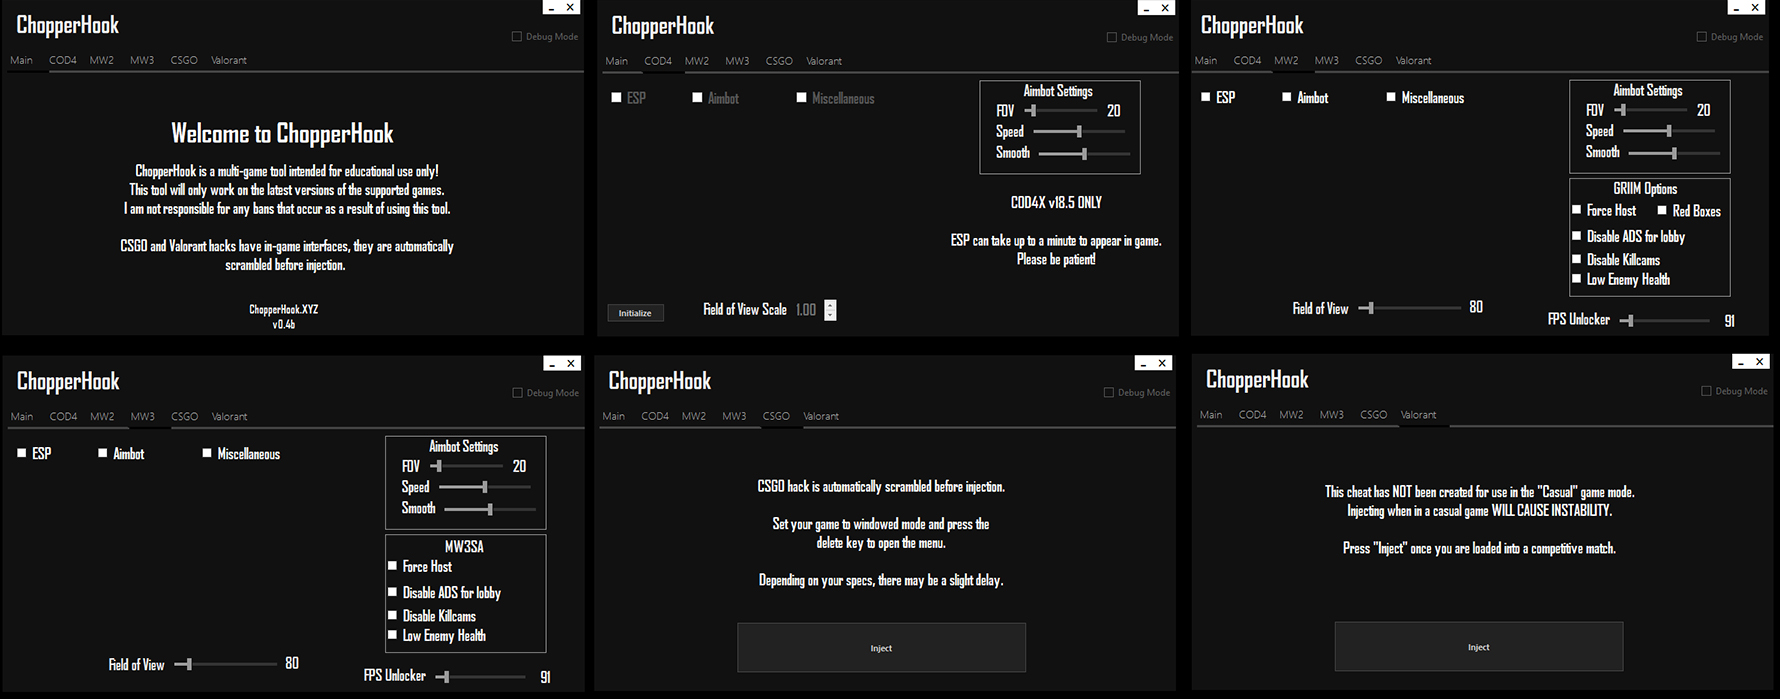 ChopperHook
Debug Mode
Main COD4 MW2 MW3 CSGO Valorant
Welcome to ChopperHook
ChopperHook is a multi-game tool intended for educational use only!
This tool will only work on the latest versions of the supported games.
I am not responsible for any bans that occur as a result of using this tool.
CSGO and Valorant hacks have in-game interfaces, they are automatically
scrambled before injection.
ChopperHook.XYZ
v0.4b
ChopperHook
Debug Mode
Main COD4 MW2 MW3 CSGO Valorant
ESP Aimbot Miscellaneous
Aimbot Settings
FOV 20
Speed
Smooth
COD4X v18.5 ONLY
ESP can take up to a minute to appear in game.
Please be patient!
Initialize Field of View Scale 1.00
ChopperHook
Debug Mode
Main COD4 MW2 MW3 CSGO Valorant
ESP Aimbot Miscellaneous
Aimbot Settings
FOV 20
Speed
Smooth
GRIIM Options
Force Host Red Boxes
Disable ADS for lobby
Disable Killcams
Low Enemy Health
Field of View 80
FPS Unlocker 91
ChopperHook
Debug Mode
Main COD4 MW2 MW3 CSGO Valorant
ESP Aimbot Miscellaneous
Aimbot Settings
FOV 20
Speed
Smooth
MW3SA
Force Host
Disable ADS for lobby
Disable Killcams
Low Enemy Health
Field of View 80
FPS Unlocker 91
ChopperHook
Debug Mode
Main COD4 MW2 MW3 CSGO Valorant
CSGO hack is automatically scrambled before injection.
Set your game to windowed mode and press the
delete key to open the menu.
Depending on your specs, there may be a slight delay.
Inject
ChopperHook
Debug Mode
Main COD4 MW2 MW3 CSGO Valorant
This cheat has NOT been created for use in the "Casual" game mode.
Injecting when in a casual game WILL CAUSE INSTABILITY.
Press "Inject" once you are loaded into a competitive match.
Inject